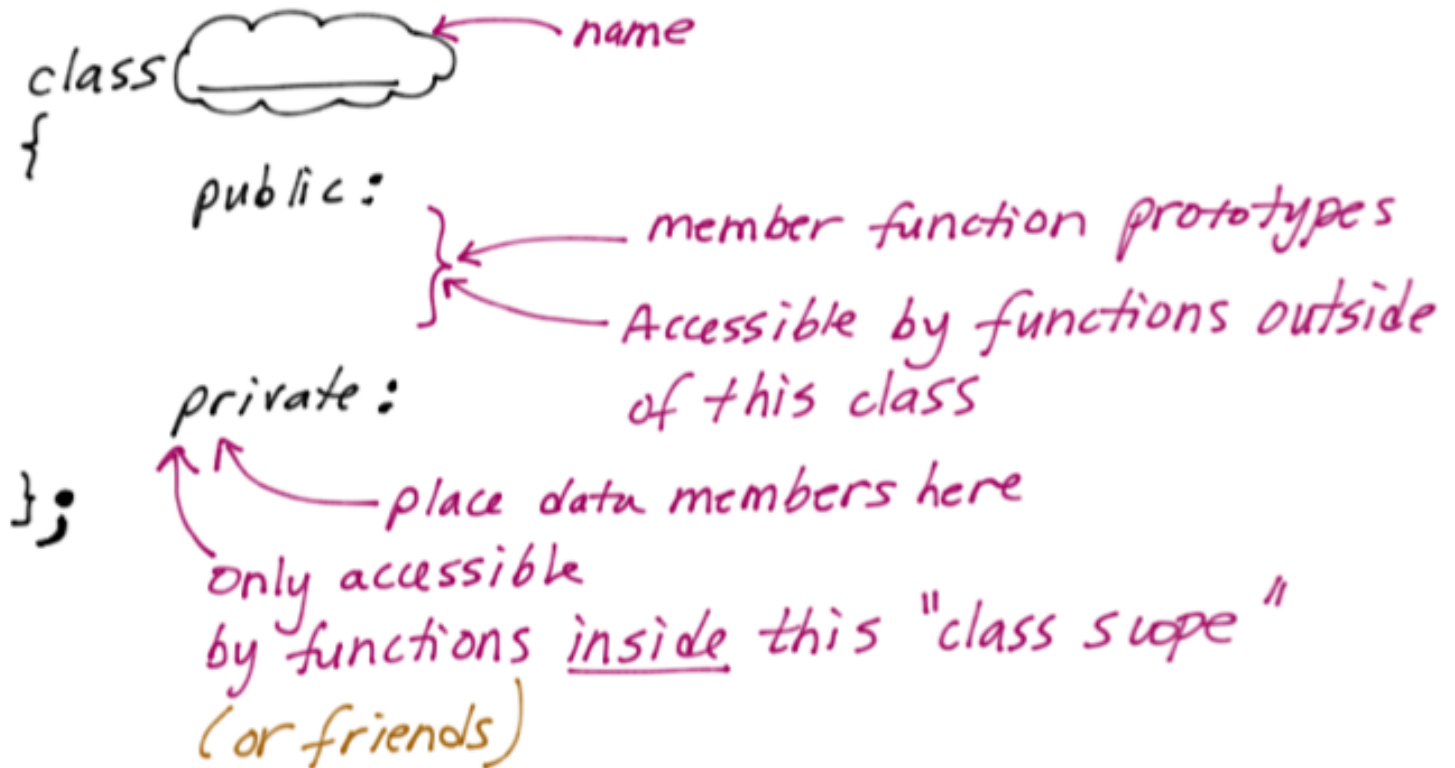 class ____ name
{
public:
member function prototypes
Accessible by functions outside
of this class
private:
place data members here
};
only accessible
by functions inside this "class scope"
(or friends)